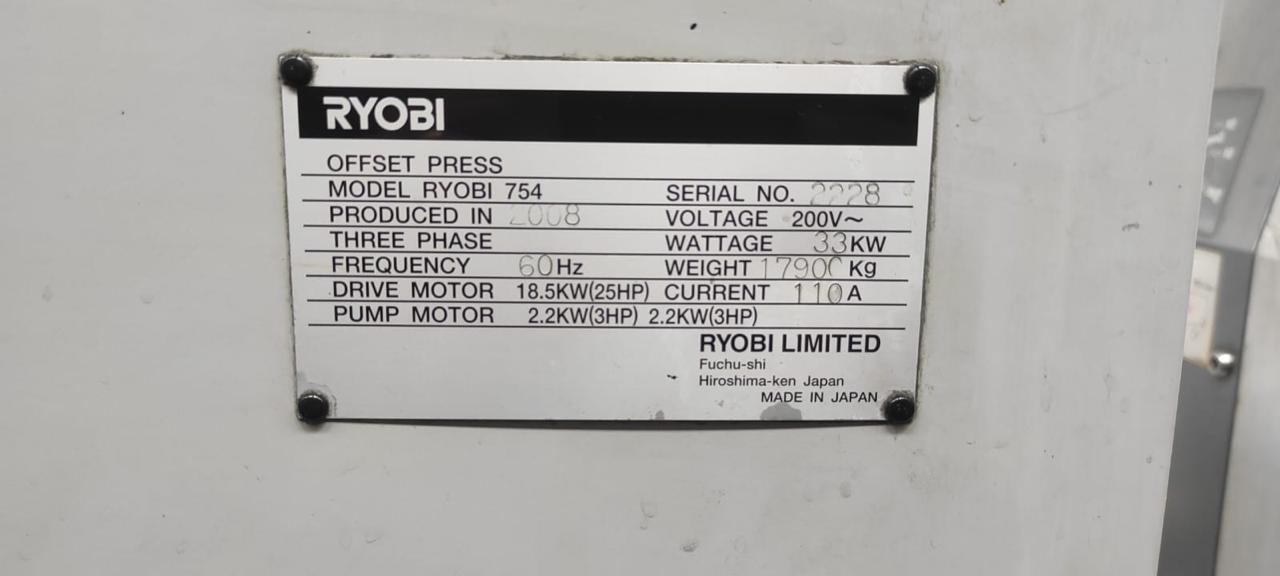 RYOBI
OFFSET PRESS
MODEL RYOBI 754 SERIAL NO. 2228
PRODUCED IN 2008 VOLTAGE 200V~
THREE PHASE WATTAGE 33KW
FREQUENCY 60Hz WEIGHT 17900 Kg
DRIVE MOTOR 18.5KW(25HP) CURRENT 110A
PUMP MOTOR 2.2KW(3HP) 2.2KW(3HP)
RYOBI LIMITED
Fuchu-shi
Hiroshima-ken Japan
MADE IN JAPAN